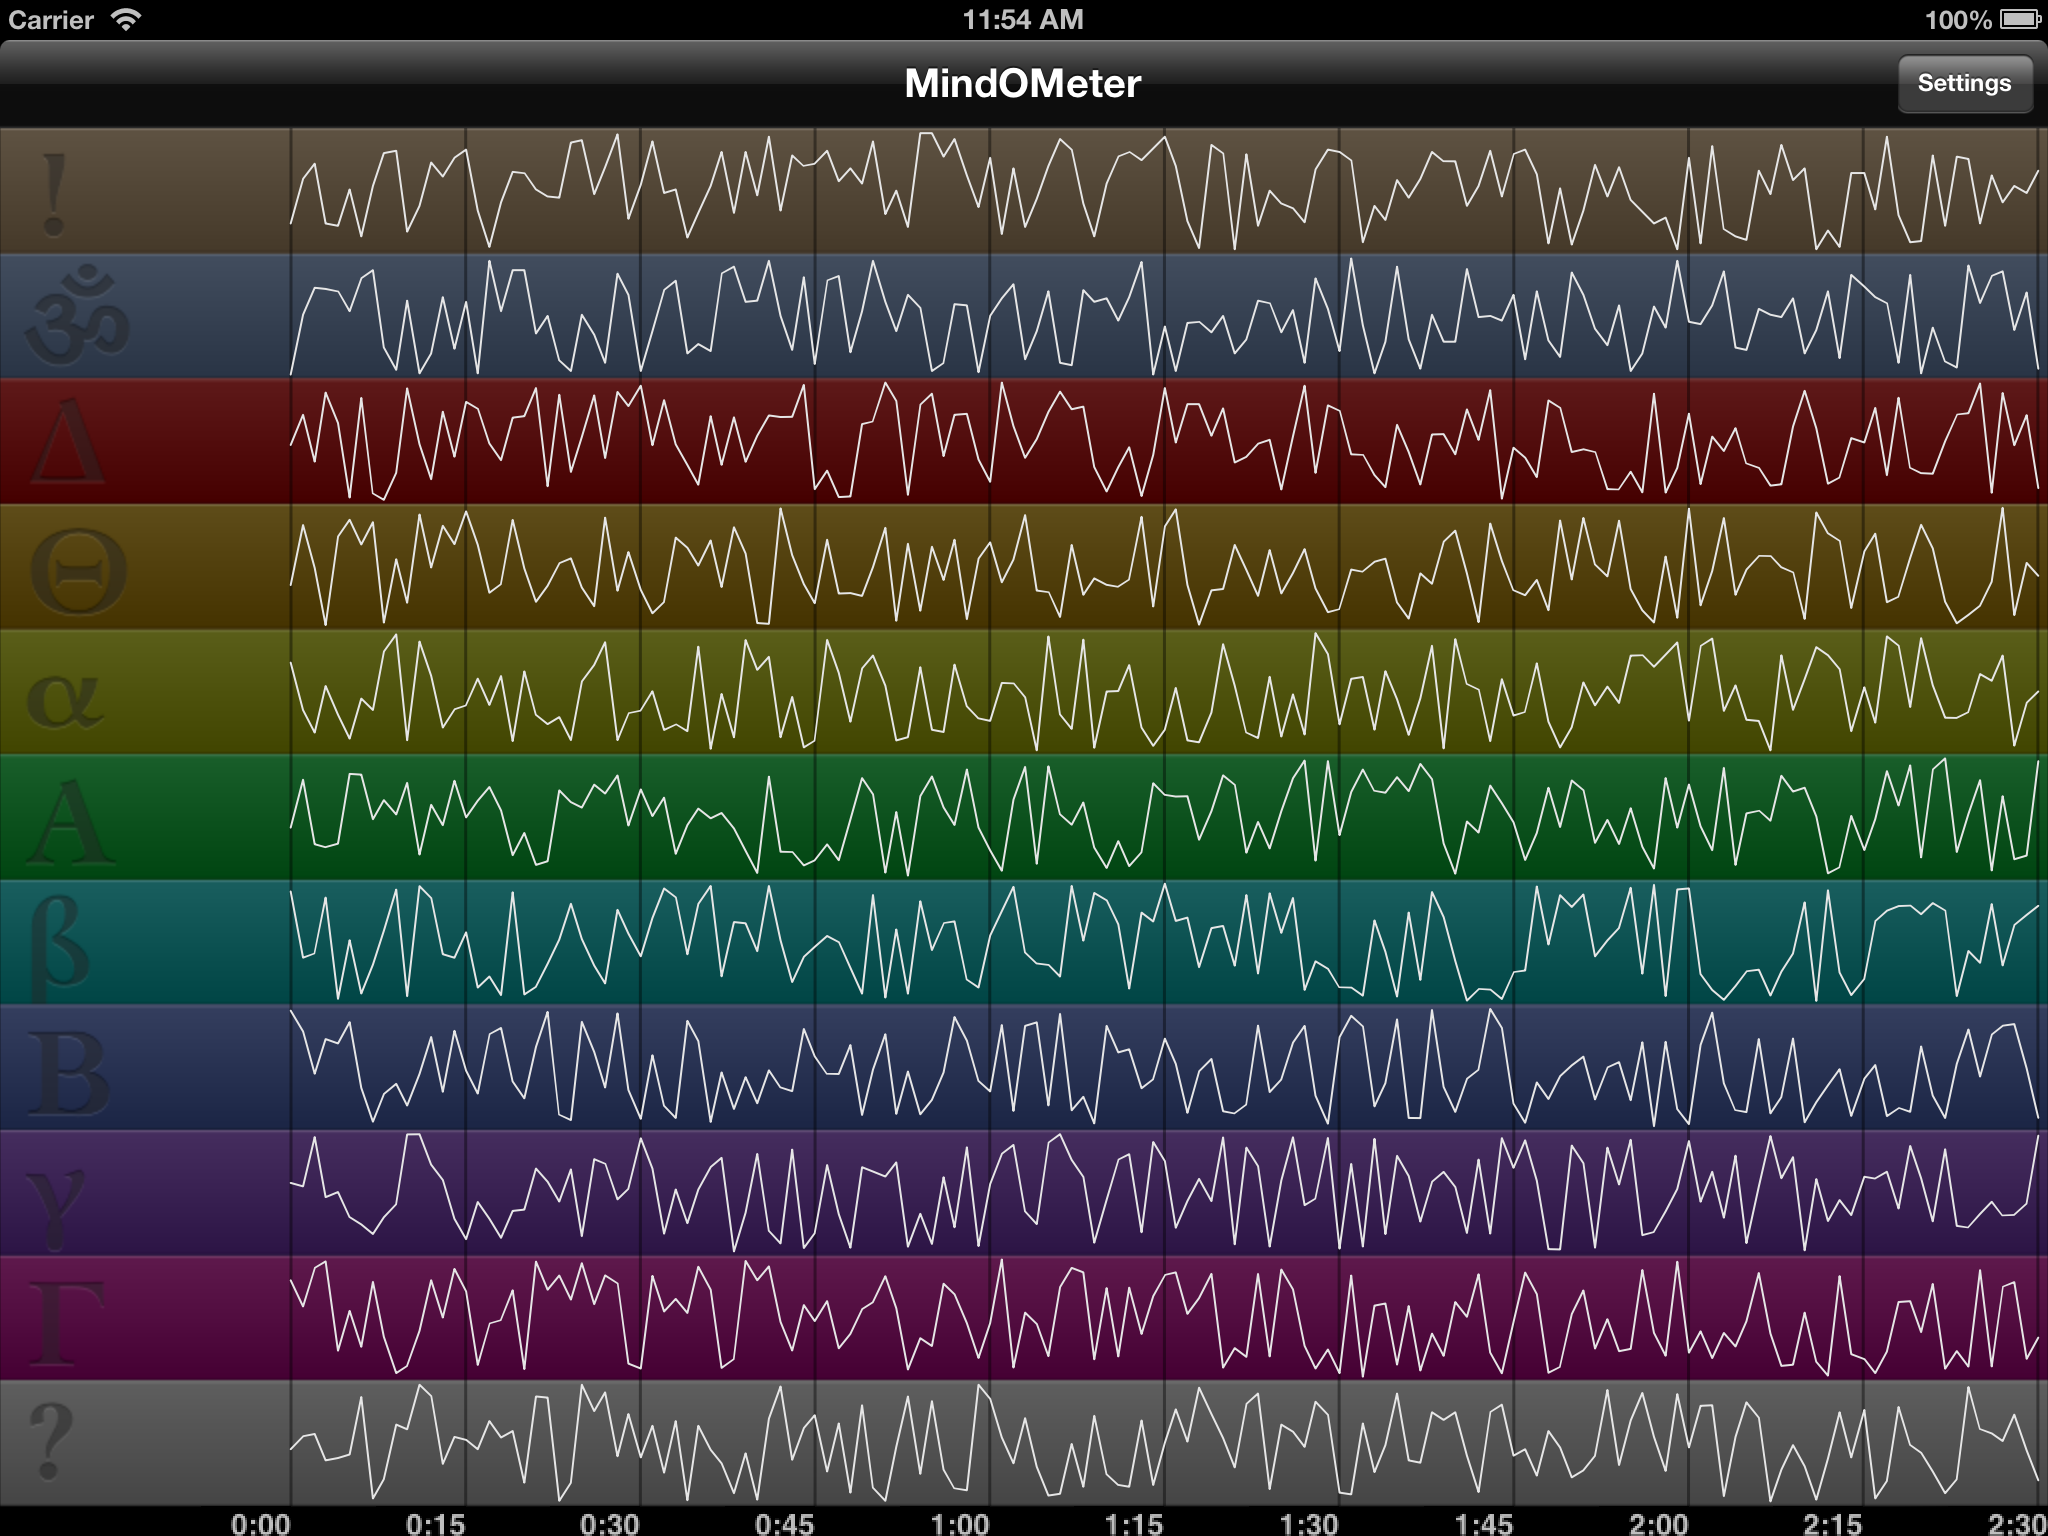 Carrier 11:54 AM 100%
MindOMeter Settings
!
ॐ
Δ
Θ
α
A
β
B
γ
Γ
?
0:00 0:15 0:30 0:45 1:00 1:15 1:30 1:45 2:00 2:15 2:30